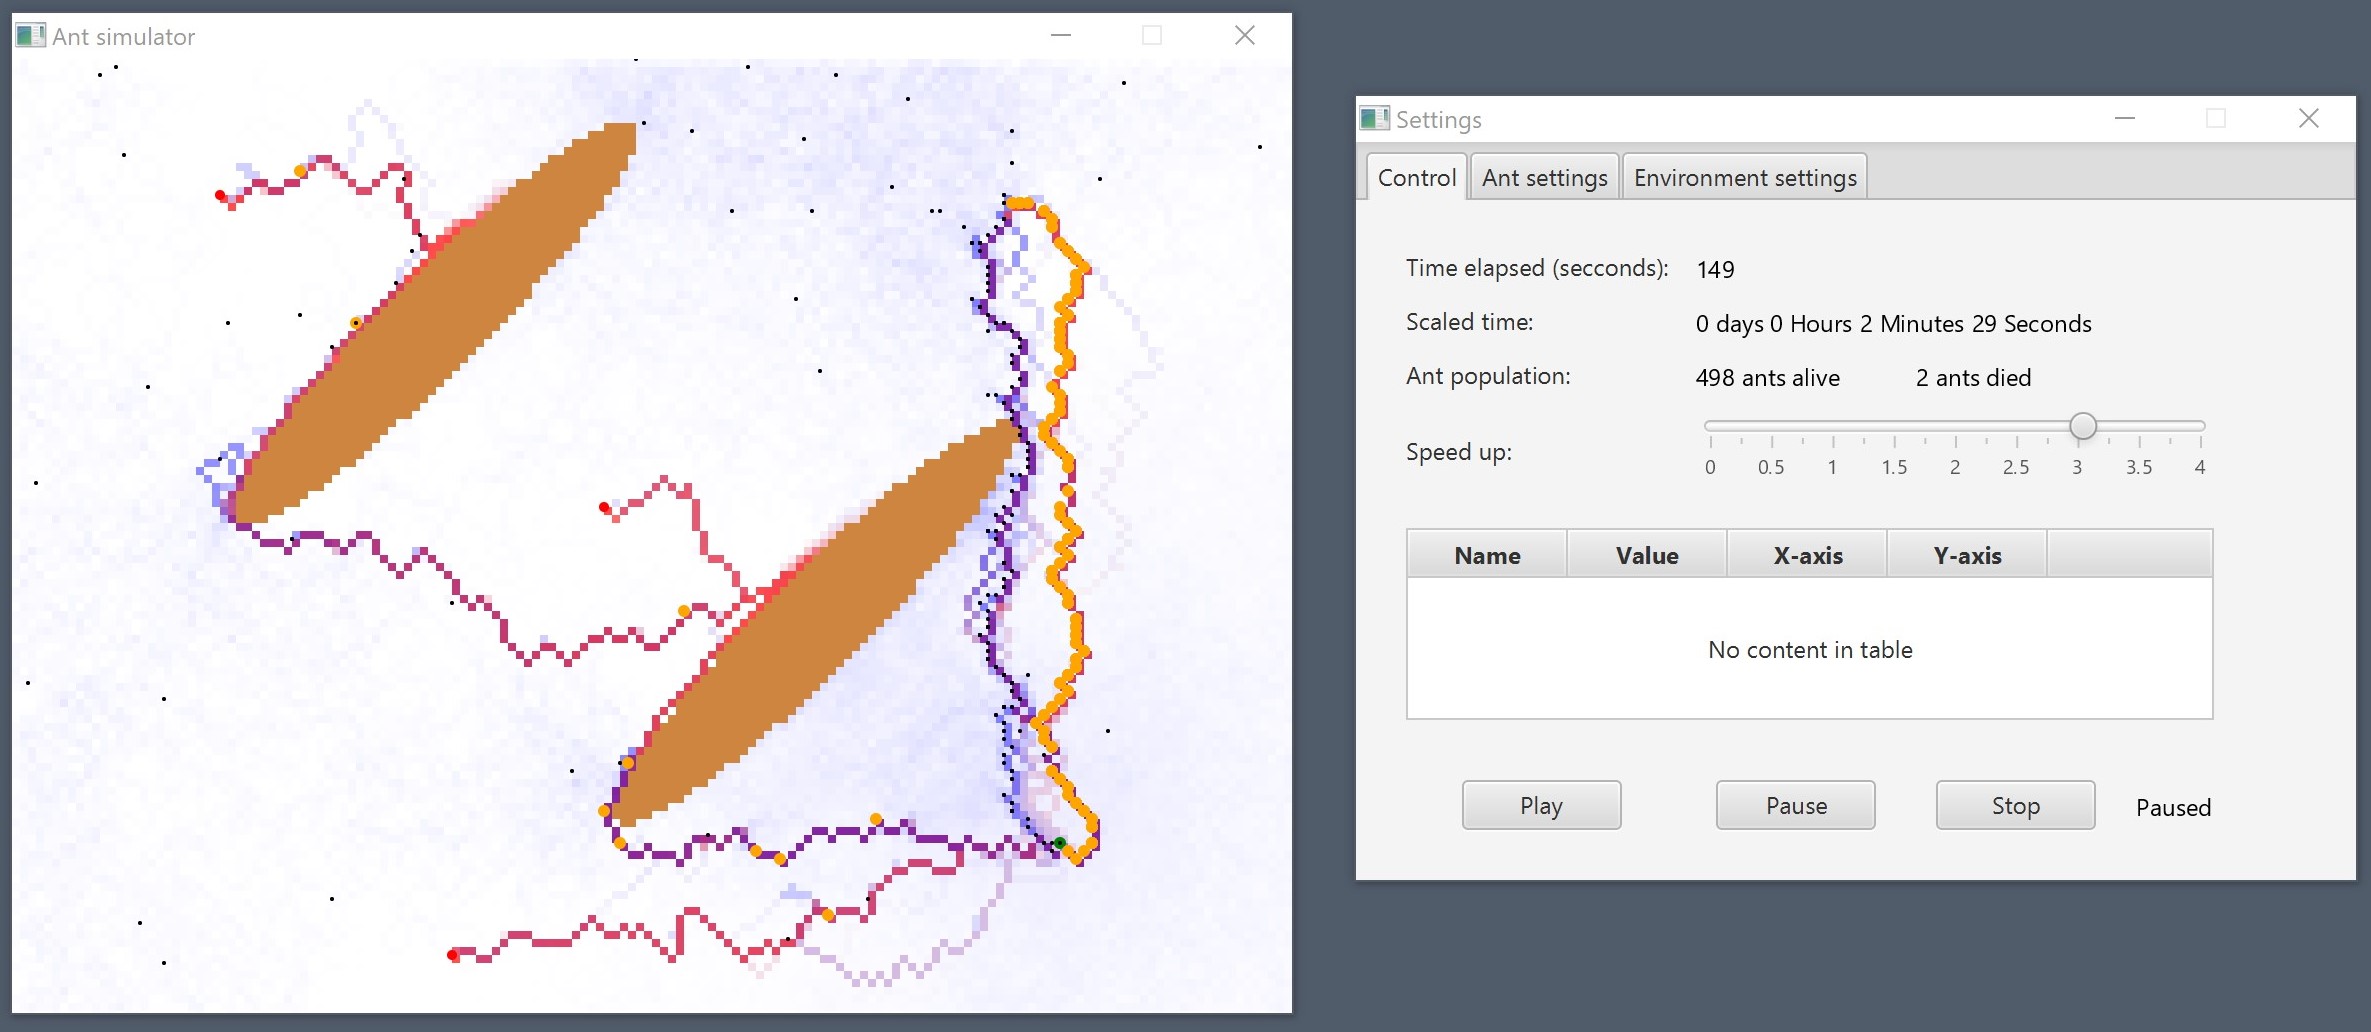 Ant simulator
Settings
Control Ant settings Environment settings
Time elapsed (secconds): 149
Scaled time: 0 days 0 Hours 2 Minutes 29 Seconds
Ant population: 498 ants alive 2 ants died
Speed up:
0 0.5 1 1.5 2 2.5 3 3.5 4
Name Value X-axis Y-axis
No content in table
Play Pause Stop Paused